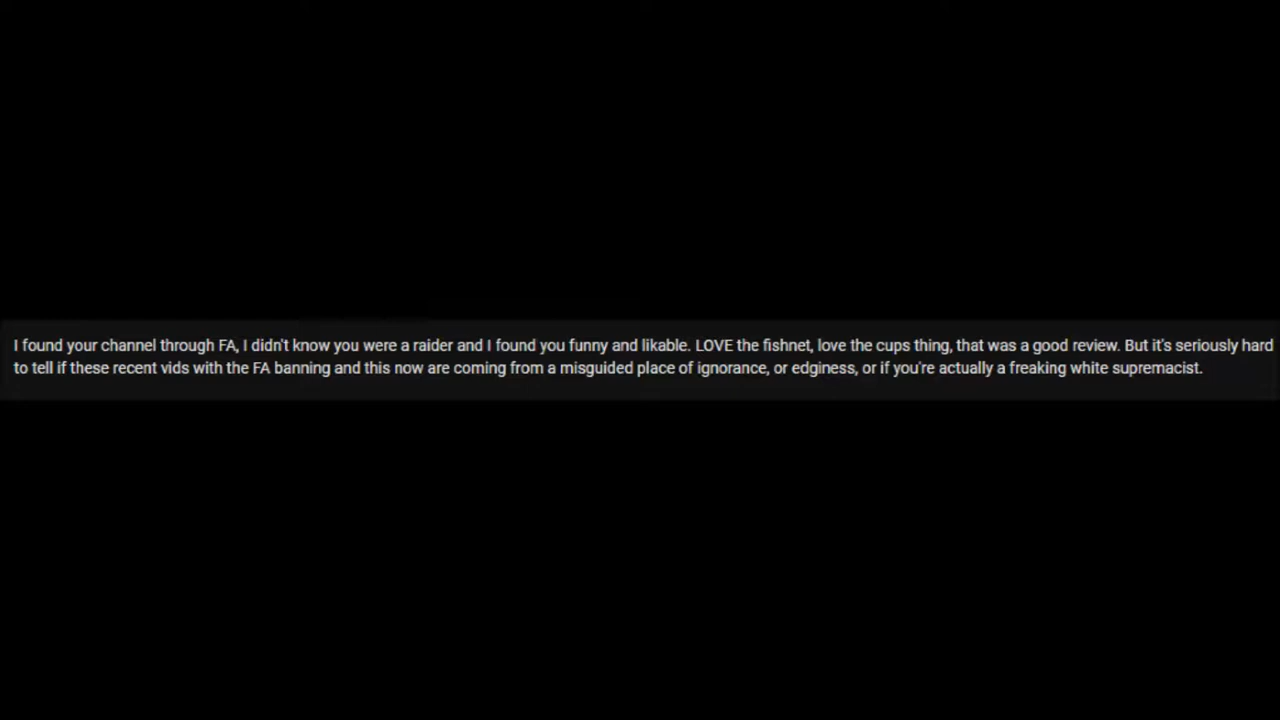 I found your channel through FA, I didn't know you were a raider and I found you funny and likable. LOVE the fishnet, love the cups thing, that was a good review. But it's seriously hard
to tell if these recent vids with the FA banning and this now are coming from a misguided place of ignorance, or edginess, or if you're actually a freaking white supremacist.